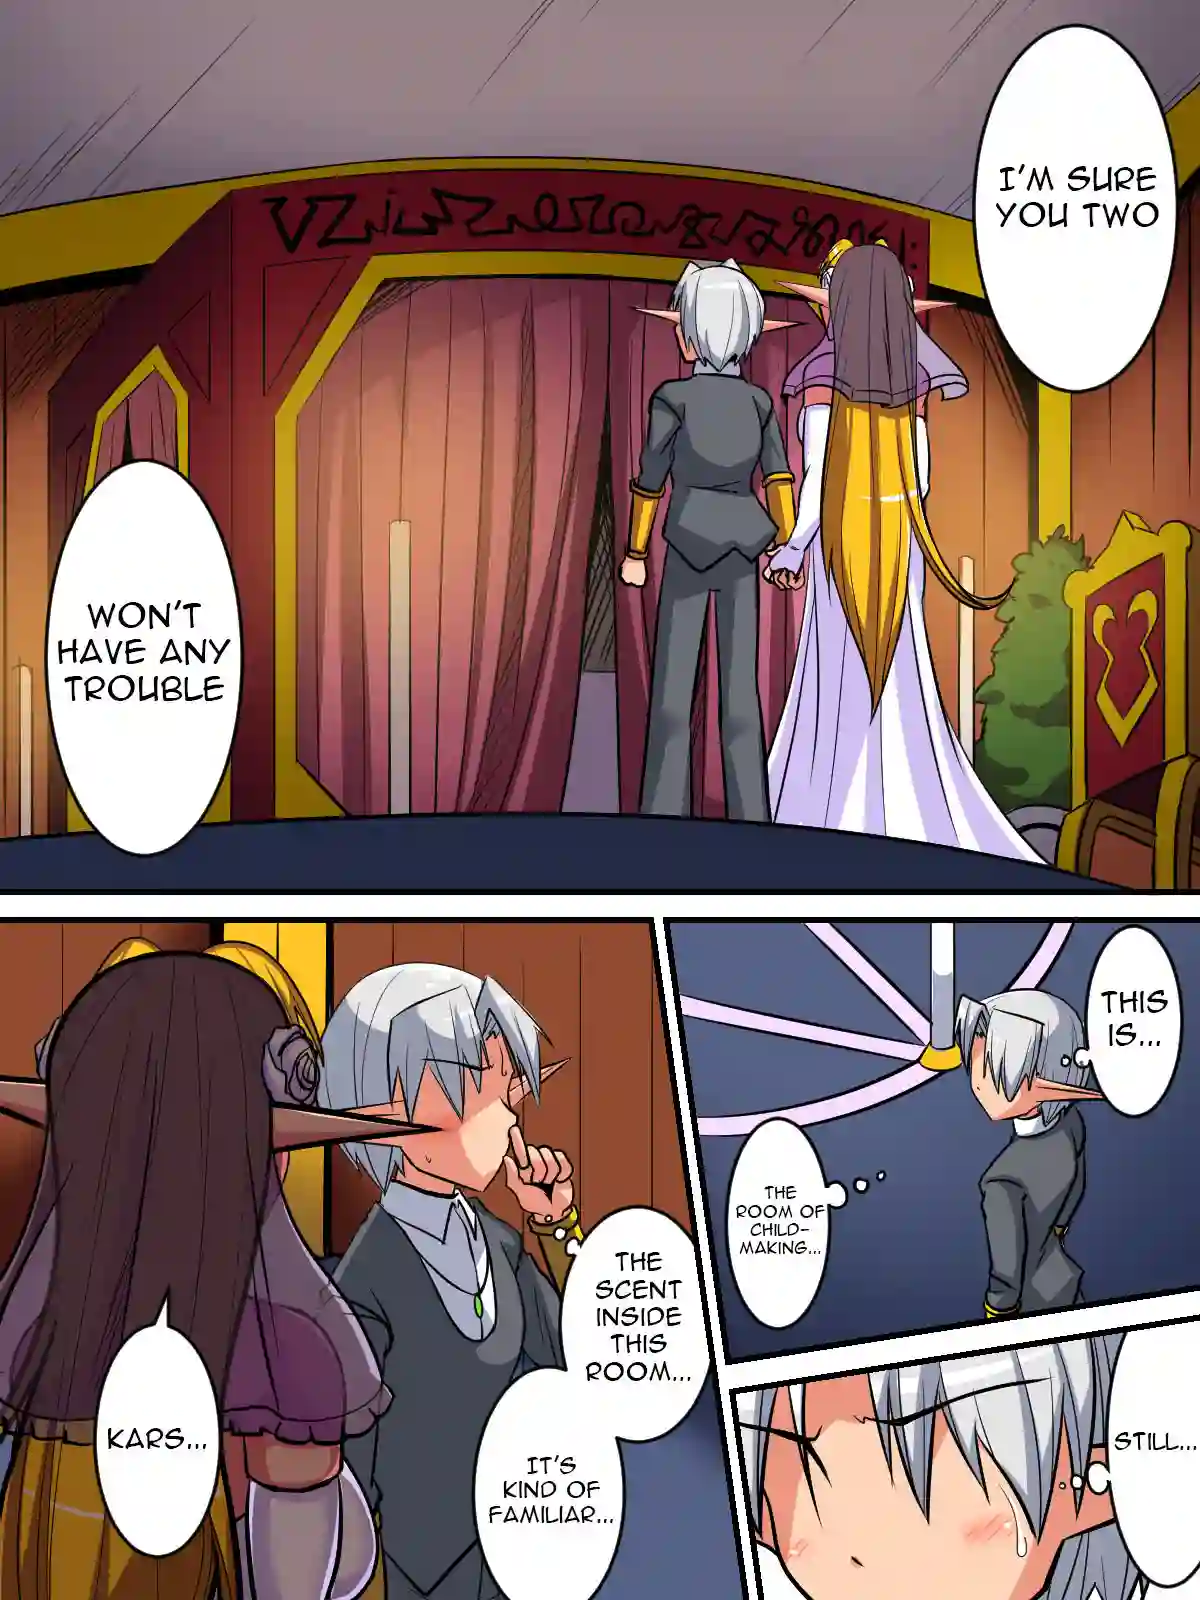 I'M SURE
YOU TWO
WON'T
HAVE ANY
TROUBLE
THIS
IS...
THE
ROOM OF
CHILD-
MAKING...
THE
SCENT
INSIDE
THIS
ROOM...
IT'S
KIND OF
FAMILIAR...
KARS...
STILL...